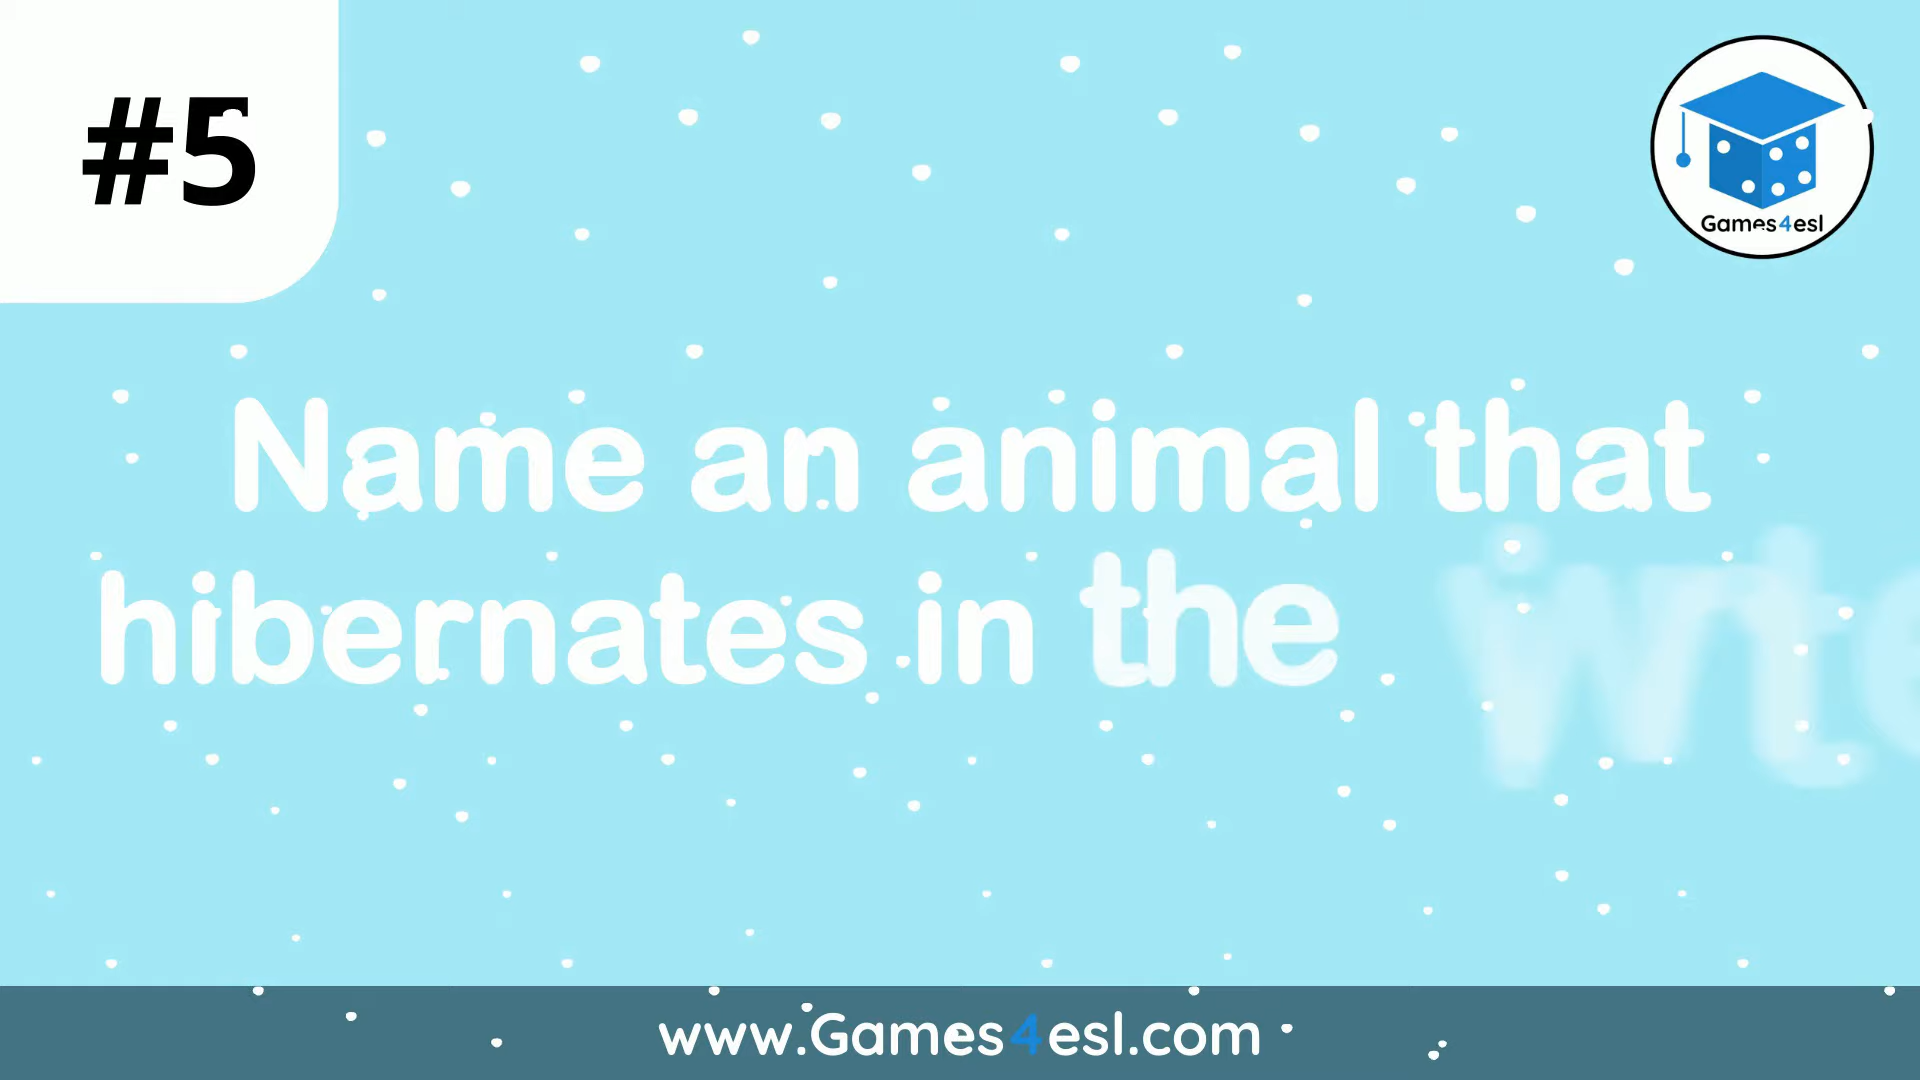 #5
Games4esl
Name an animal that
hibernates in the
www.Games4esl.com